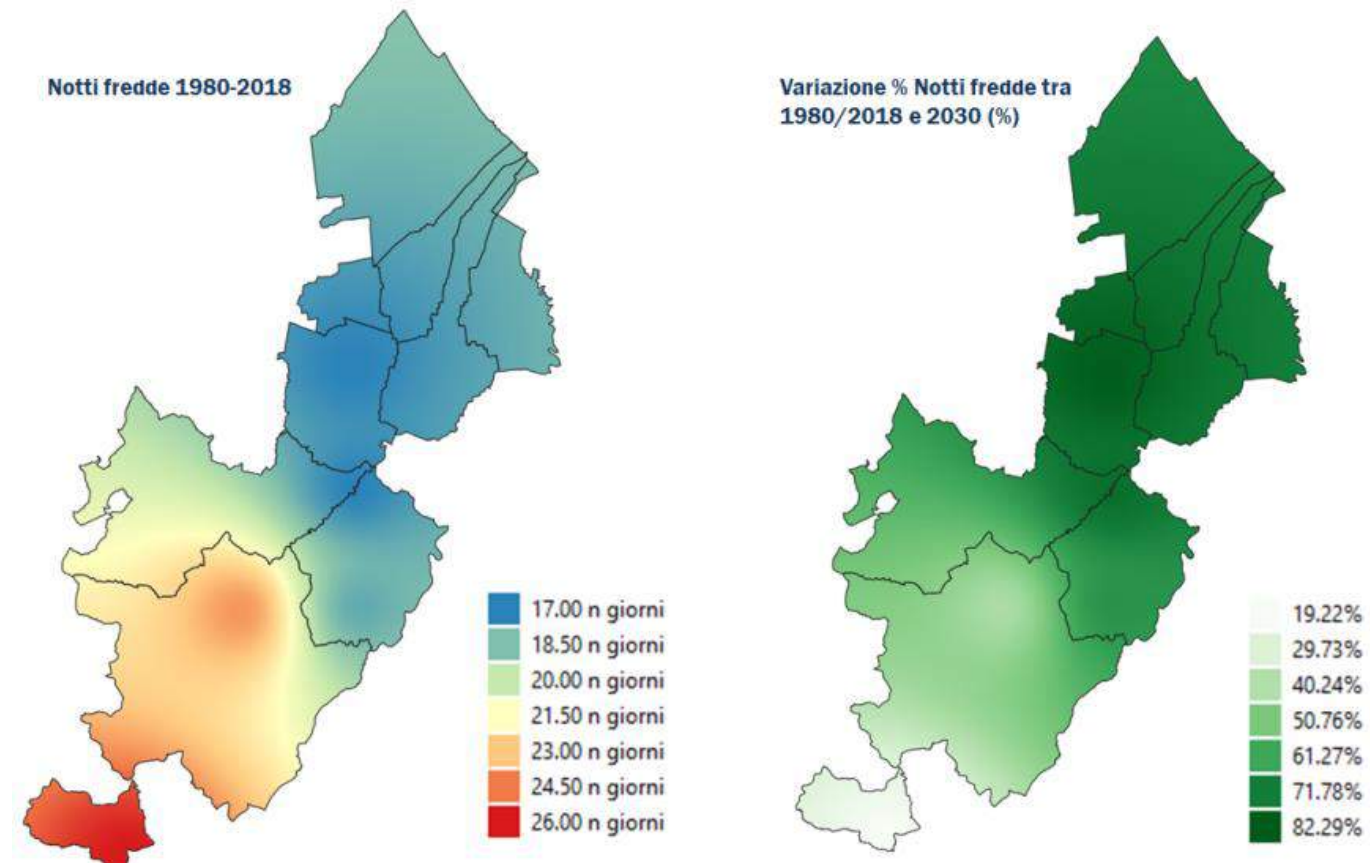 Notti fredde 1980-2018
17.00 n giorni
18.50 n giorni
20.00 n giorni
21.50 n giorni
23.00 n giorni
24.50 n giorni
26.00 n giorni
Variazione % Notti fredde tra
1980/2018 e 2030 (%)
19.22%
29.73%
40.24%
50.76%
61.27%
71.78%
82.29%